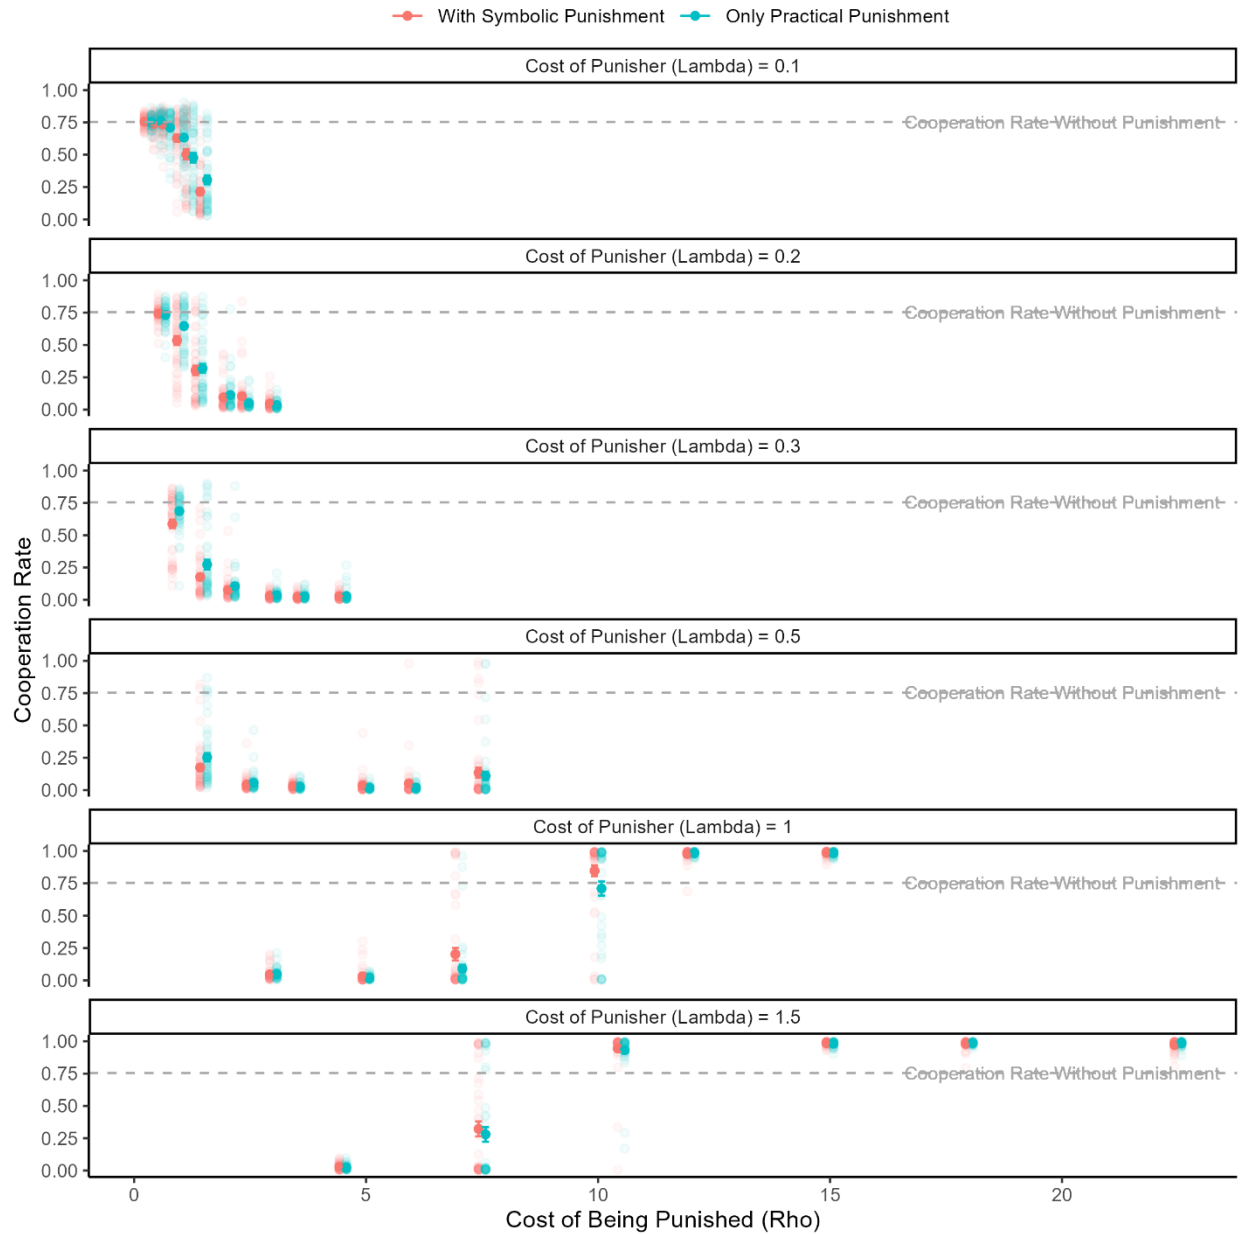 With Symbolic Punishment Only Practical Punishment
Cost of Punisher (Lambda) = 0.1
1.00
0.75
0.50
0.25
0.00
Cooperation Rate Without Punishment
Cost of Punisher (Lambda) = 0.2
1.00
0.75
0.50
0.25
0.00
Cooperation Rate Without Punishment
Cost of Punisher (Lambda) = 0.3
1.00
0.75
0.50
0.25
0.00
Cooperation Rate Without Punishment
Cost of Punisher (Lambda) = 0.5
1.00
0.75
0.50
0.25
0.00
Cooperation Rate Without Punishment
Cost of Punisher (Lambda) = 1
1.00
0.75
0.50
0.25
0.00
Cooperation Rate Without Punishment
Cost of Punisher (Lambda) = 1.5
1.00
0.75
0.50
0.25
0.00
Cooperation Rate Without Punishment
Cooperation Rate
0 5 10 15 20
Cost of Being Punished (Rho)